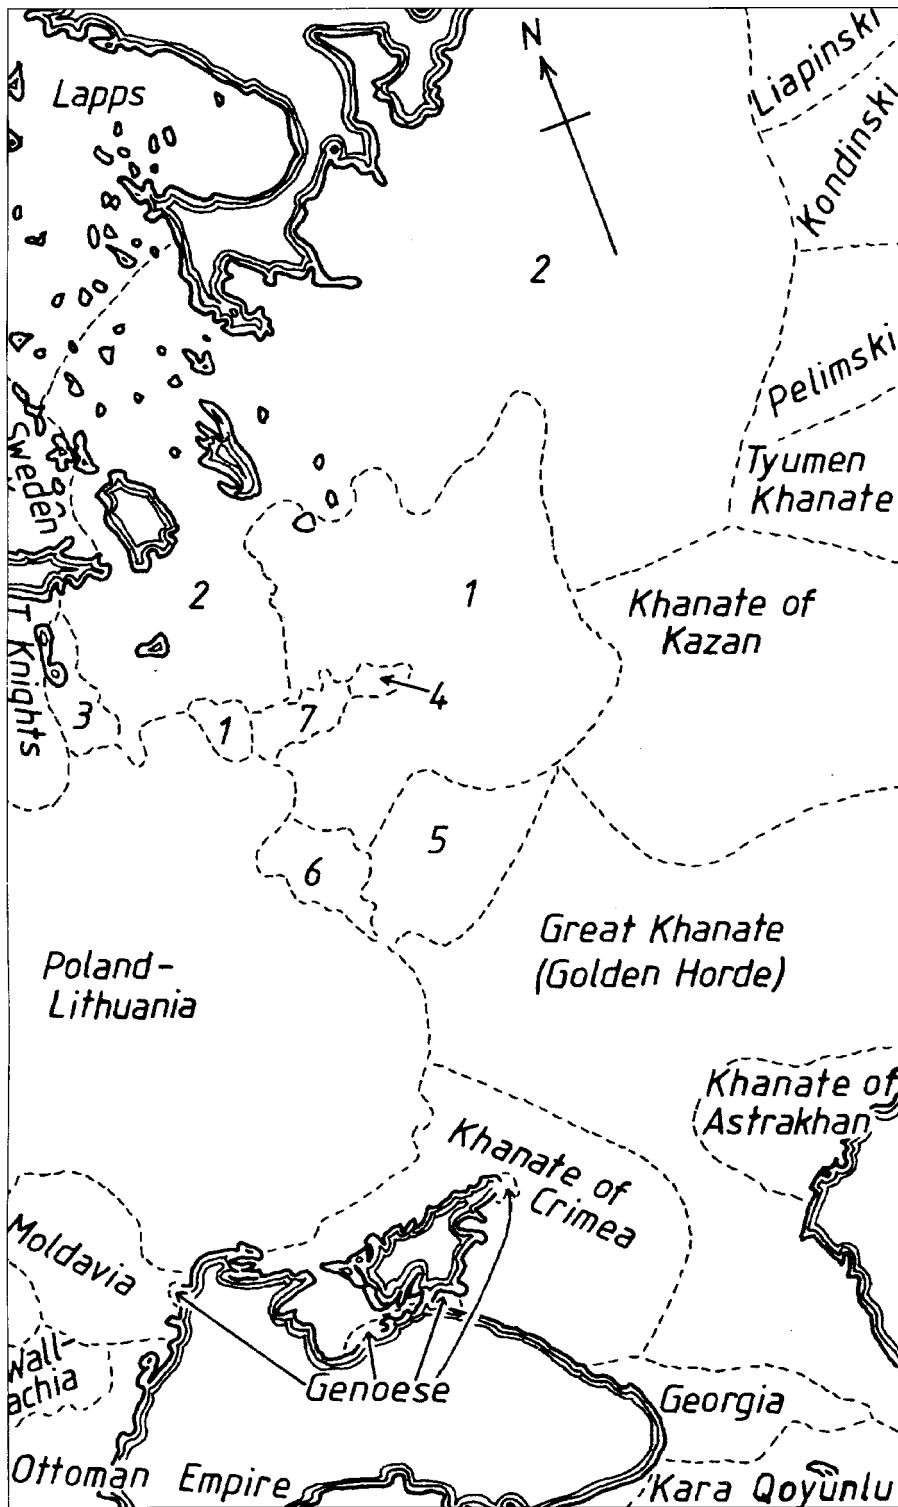 N
Lapps
Liapinski
Kondinski
2
Pelimski
Sweden
Tyumen
Khanate
2
1
Khanate of
Kazan
T Knights
3
1
7
4
5
6
Great Khanate
(Golden Horde)
Poland-
Lithuania
Khanate of
Astrakhan
Khanate of
Crimea
Moldavia
Wall-
achia
Genoese
Georgia
Ottoman Empire
Kara Qoyunlu